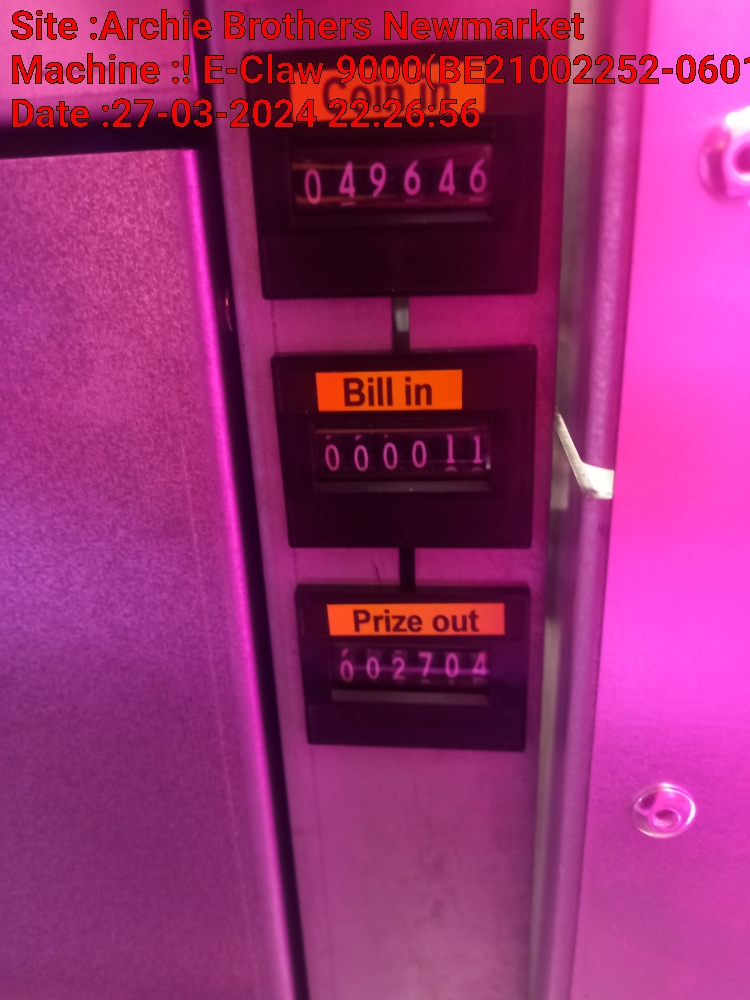 Site :Archie Brothers Newmarket
Machine :! E-Claw 9000(BE21002252-0601
Date :27-03-2024 22:26:56
Coin in
049646
Bill in
000011
Prize out
002704